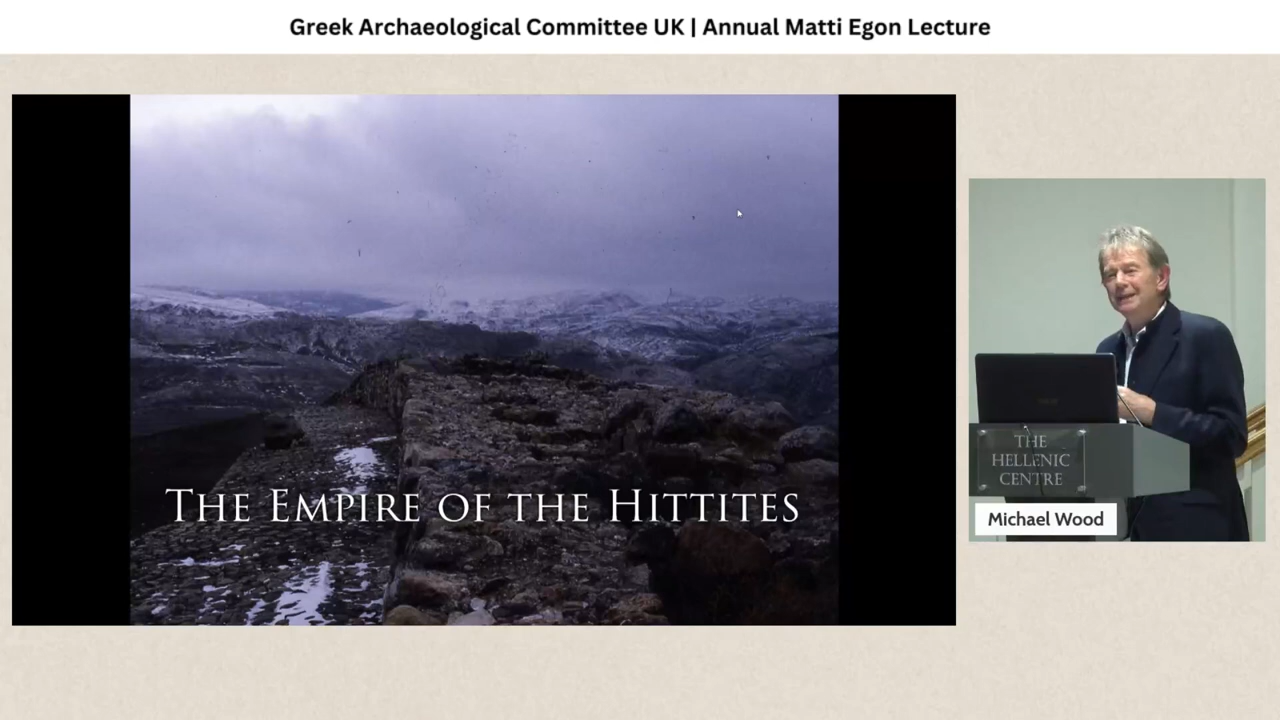 Greek Archaeological Committee UK | Annual Matti Egon Lecture
THE EMPIRE OF THE HITTITES
THE
HELLENIC
CENTRE
Michael Wood